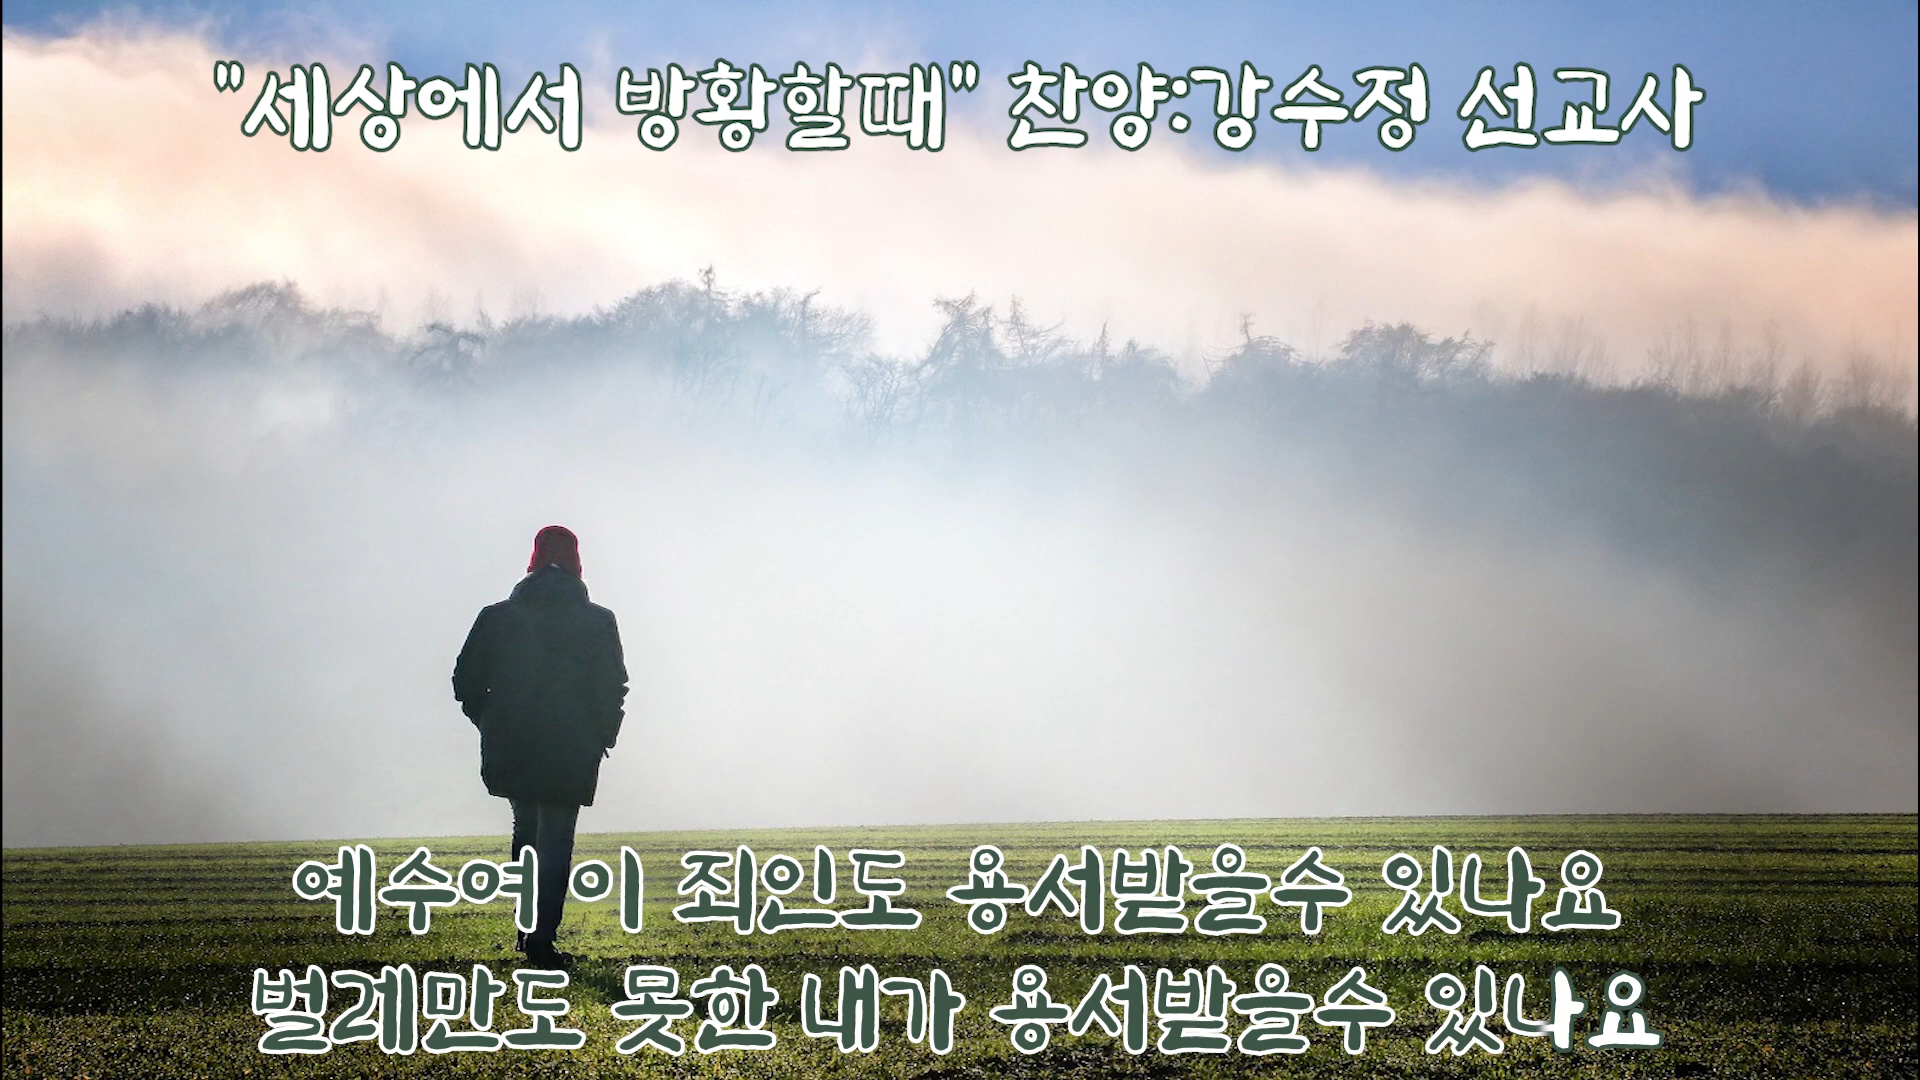 "세상에서 방황할때" 찬양:강수정 선교사
예수여 이 죄인도 용서받을수 있나요
벌레만도 못한 내가 용서받을수 있나요